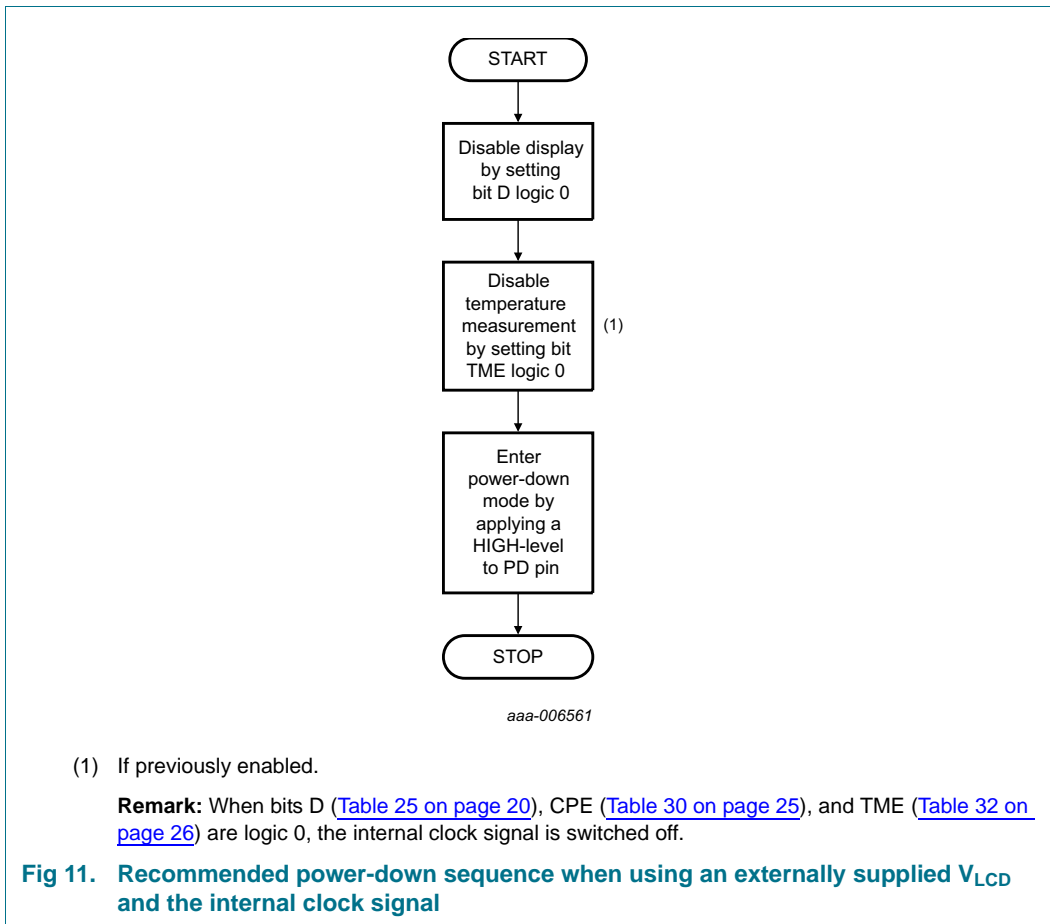 START
Disable display
by setting
bit D logic 0
Disable
temperature
measurement
by setting bit
TME logic 0
(1)
Enter
power-down
mode by
applying a
HIGH-level
to PD pin
STOP
aaa-006561
(1) If previously enabled.
Remark: When bits D (Table 25 on page 20), CPE (Table 30 on page 25), and TME (Table 32 on
page 26) are logic 0, the internal clock signal is switched off.
Fig 11. Recommended power-down sequence when using an externally supplied VLCD
and the internal clock signal